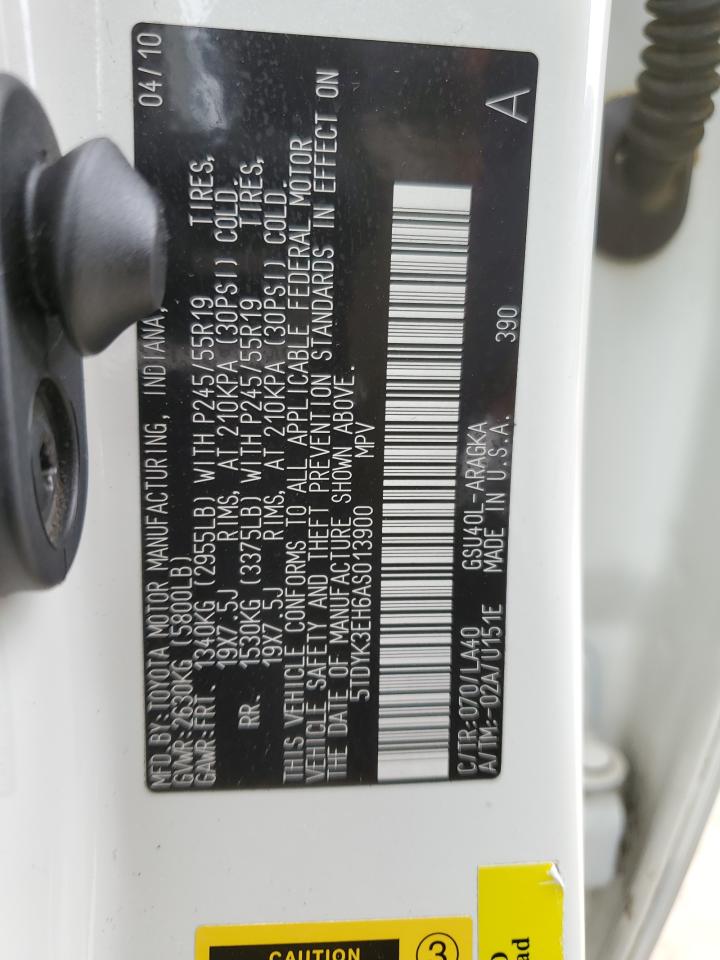 MFD.BY:TOYOTA MOTOR MANUFACTURING, INDIANA, 04/10
GVWR:2630KG (5800LB)
GAWR:FRT. 1340KG (2955LB) WITH P245/55R19 TIRES,
19X7.5J RIMS, AT 210KPA (30PSI) COLD.
RR. 1530KG (3375LB) WITH P245/55R19 TIRES,
19X7.5J RIMS, AT 210KPA (30PSI) COLD.
THIS VEHICLE CONFORMS TO ALL APPLICABLE FEDERAL MOTOR
VEHICLE SAFETY AND THEFT PREVENTION STANDARDS IN EFFECT ON
THE DATE OF MANUFACTURE SHOWN ABOVE.
5TDYK3EH6AS013900 MPV
C/TR:070/LA40 GSU40L-ARAGKA
A/TM:-02A/U151E MADE IN U.S.A. 390 A
CAUTION
3